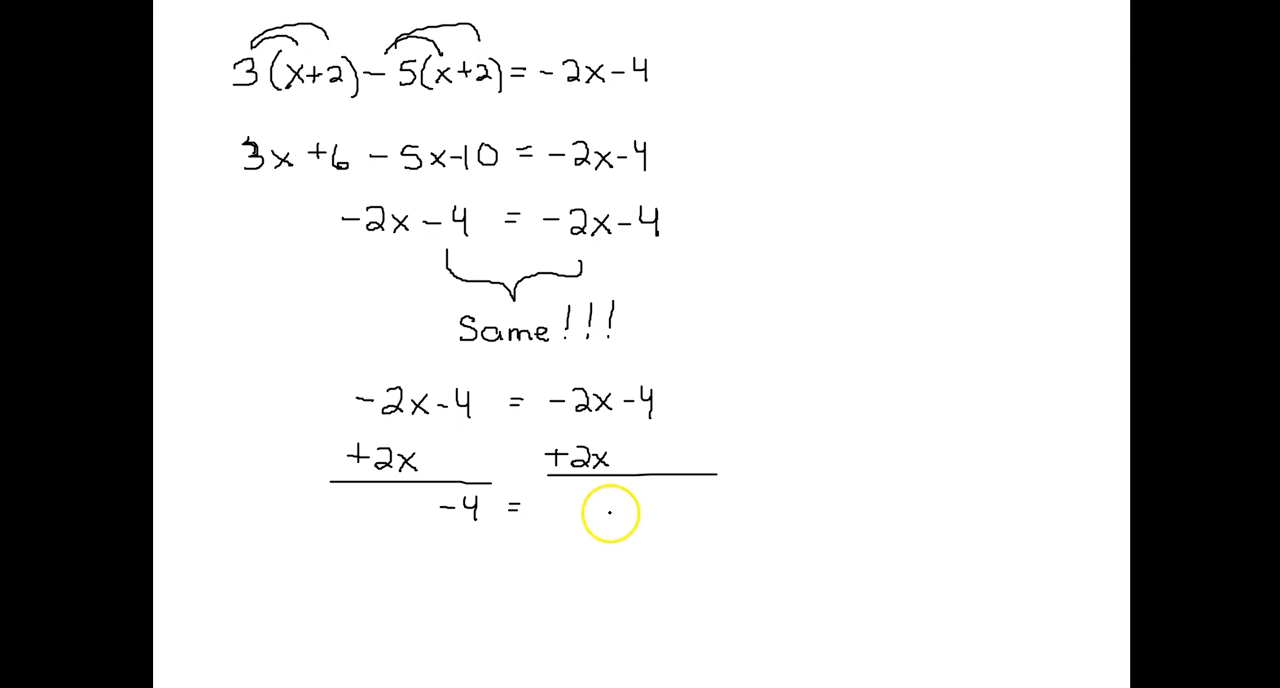 3(x+2)-5(x+2)=-2x-4
3x+6-5x-10=-2x-4
-2x-4=-2x-4
Same!!!
-2x-4=-2x-4
+2x +2x
-4=